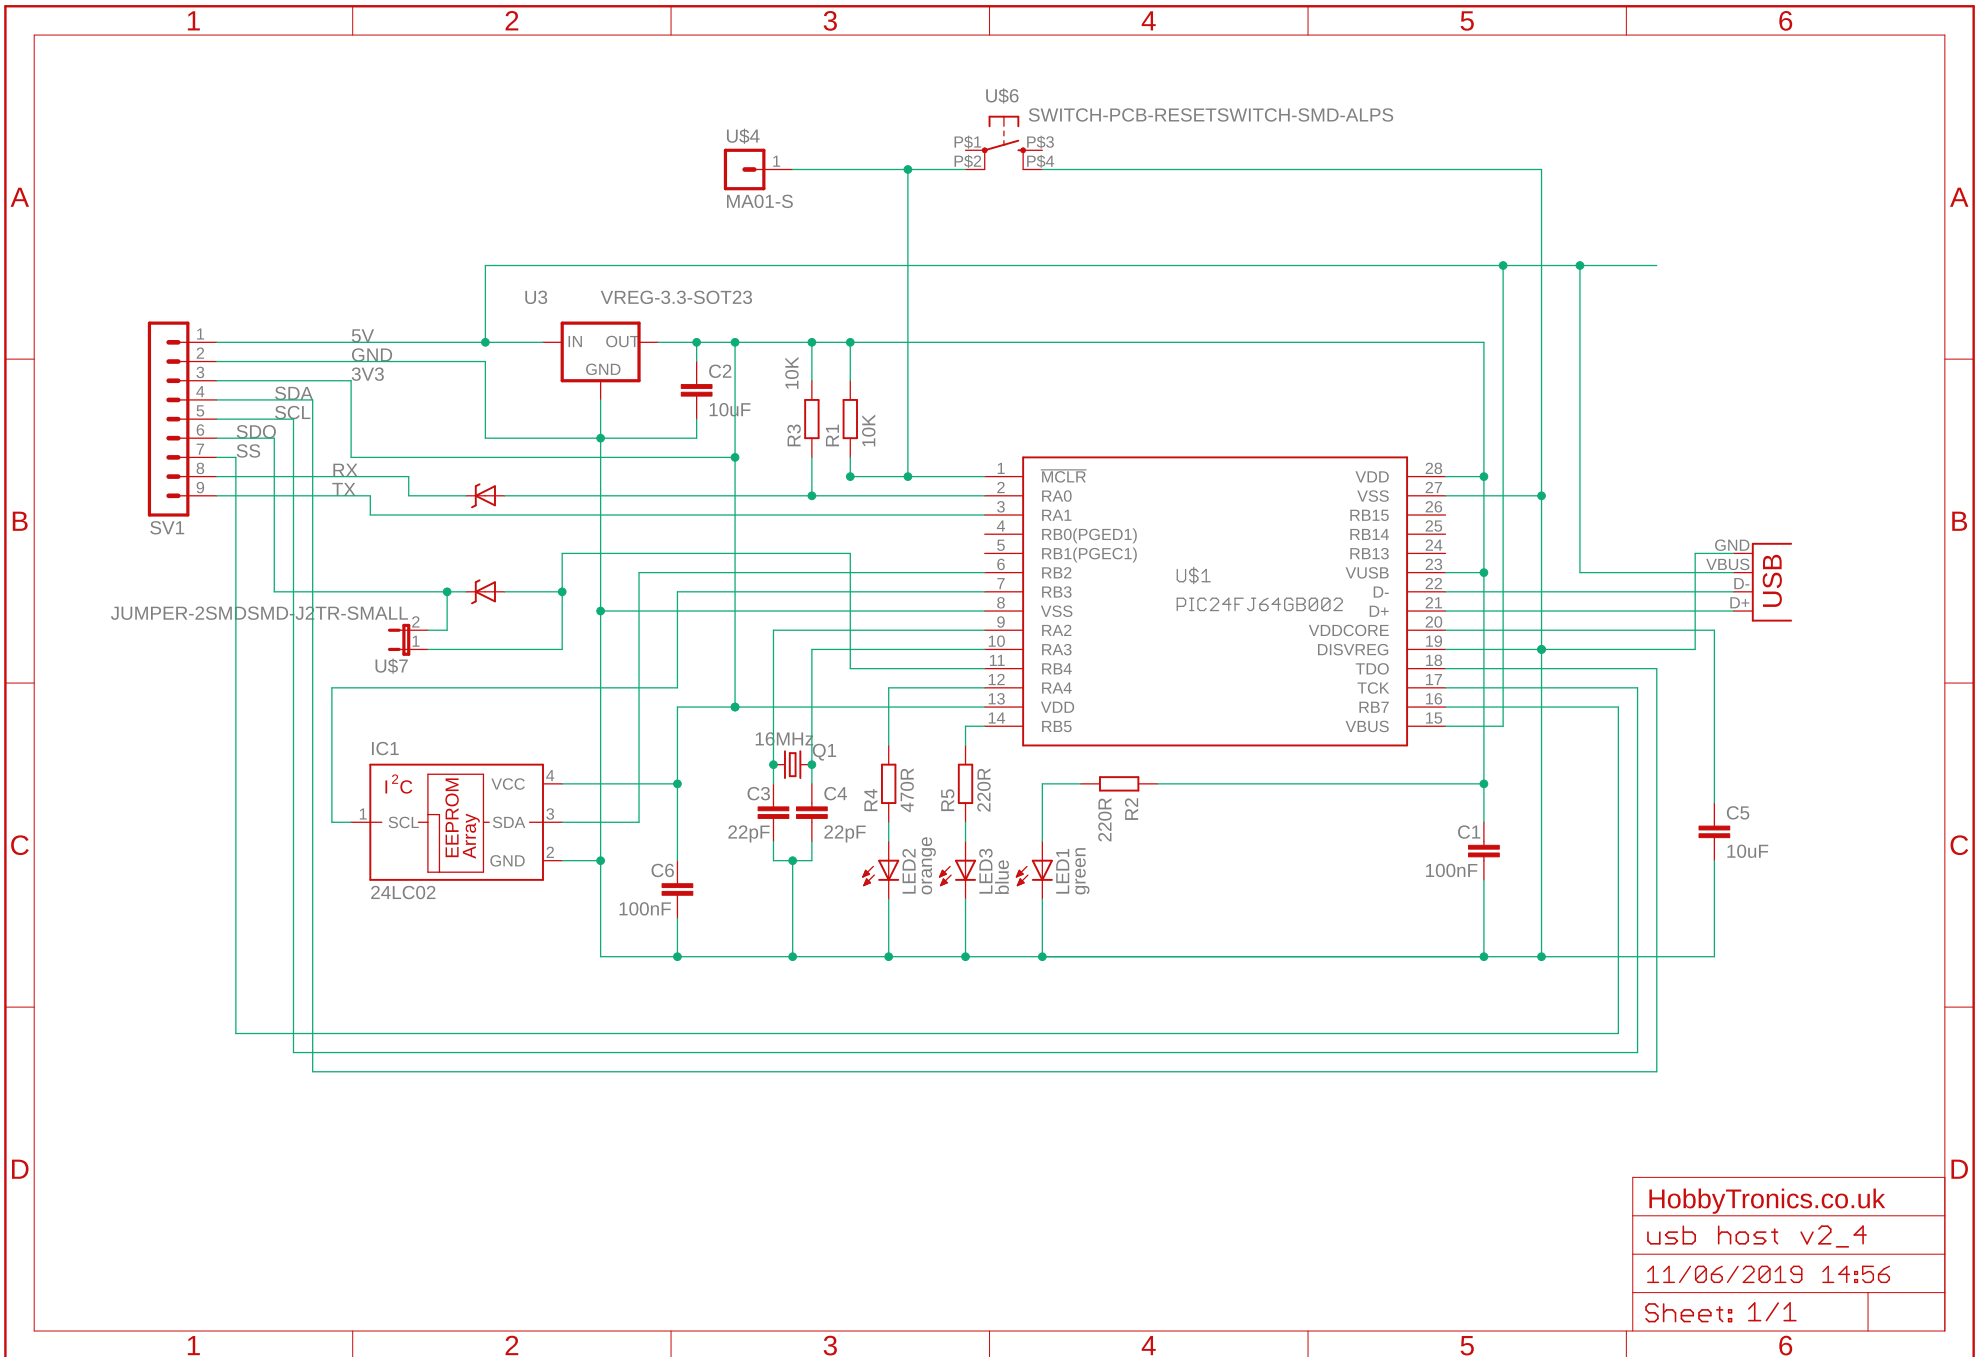 1 2 3 4 5 6
A A
B B
C C
D D
U$6
SWITCH-PCB-RESETSWITCH-SMD-ALPS
P$1 P$3
P$2 P$4
U$4
1
MA01-S
U3 VREG-3.3-SOT23
IN OUT
GND
C2
10uF
10K
R3
R1
10K
1 5V
2 GND
3 3V3
4 SDA
5 SCL
6 SDO
7 SS
8 RX
9 TX
SV1
JUMPER-2SMDSMD-J2TR-SMALL
2
1
U$7
1 MCLR
2 RA0
3 RA1
4 RB0(PGED1)
5 RB1(PGEC1)
6 RB2
7 RB3
8 VSS
9 RA2
10 RA3
11 RB4
12 RA4
13 VDD
14 RB5
U$1
PIC24FJ64GB002
VDD 28
VSS 27
RB15 26
RB14 25
RB13 24
VUSB 23
D- 22
D+ 21
VDDCORE 20
DISVREG 19
TDO 18
TCK 17
RB7 16
VBUS 15
GND
VBUS
D-
D+
USB
IC1
I2C
EEPROM
Array
VCC 4
1 SCL
SDA 3
GND 2
24LC02
C6
100nF
16MHz
Q1
C3
22pF
C4
22pF
R4
470R
R5
220R
220R
R2
LED2
orange
LED3
blue
LED1
green
C1
100nF
C5
10uF
HobbyTronics.co.uk
usb host v2_4
11/06/2019 14:56
Sheet: 1/1
1 2 3 4 5 6